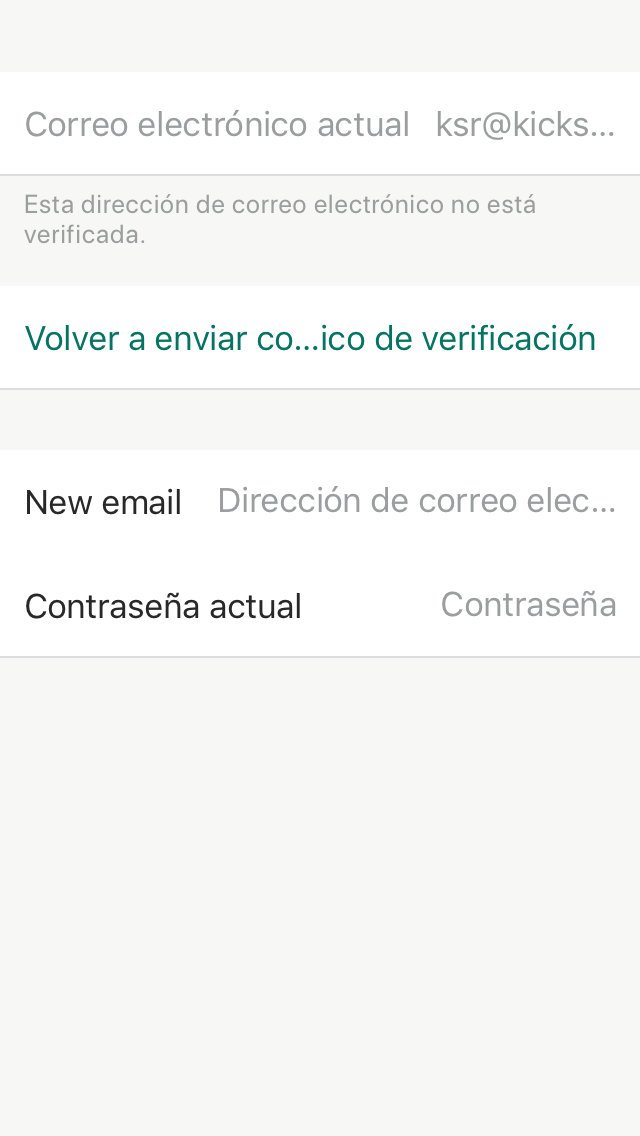 Correo electrónico actual ksr@kicks...
Esta dirección de correo electrónico no está
verificada.
Volver a enviar co...ico de verificación
New email Dirección de correo elec...
Contraseña actual Contraseña